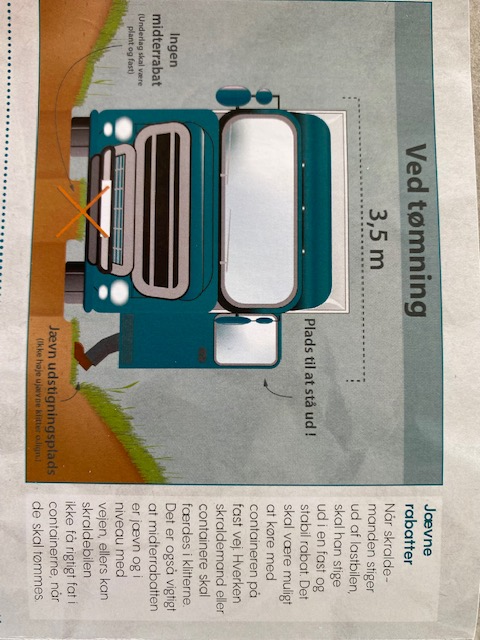 Ved tømning
3,5 m
Plads til at stå ud !
Ingen
midterrabat
(Underlag skal være
plant og fast)
Jævn udstigningsplads
(Ikke høje ujævne klitter o.lign.)
Jævne
rabatter
Når skralde-
manden stiger
ud af lastbilen,
skal han stige
ud i en fast og
stabil rabat. Det
skal være muligt
at køre med
containeren på
fast vej. Hverken
skraldemand eller
containere skal
færdes i klitterne.
Det er også vigtigt
at midterrabatten
er jævn og i
niveau med
vejen, ellers kan
skraldebilen
ikke få rigtigt fat i
containerne, når
de skal tømmes.